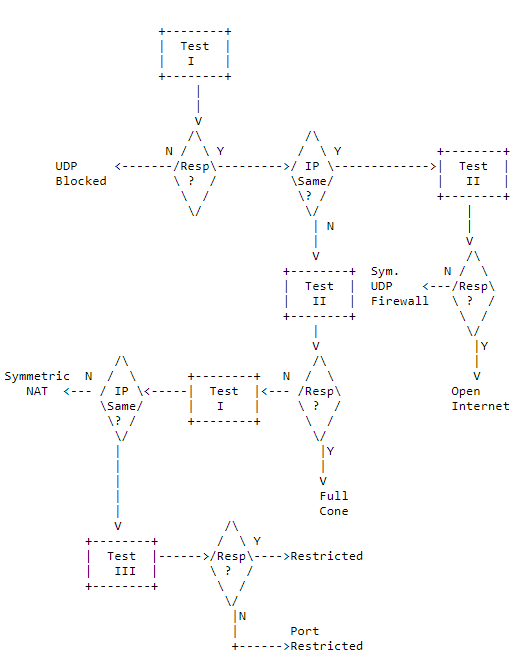 +--------+
|  Test  |
|   I    |
+--------+
|
|
V
/\              /\
N /  \ Y          /  \ Y             +--------+
UDP     <-------/Resp\--------->/ IP \------------->|  Test  |
Blocked         \ ?  /          \Same/              |   II   |
\  /            \? /               +--------+
\/              \/                    |
| N                  |
|                    V
V                    /\
+--------+  Sym.      N /  \
|  Test  |  UDP    <---/Resp\
|   II   |  Firewall   \ ?  /
+--------+              \  /
|                    \/
V                     |Y
/\                         /\                    |
Symmetric  N  /  \       +--------+   N  /  \                   V
NAT  <--- / IP \<-----|  Test  |<--- /Resp\               Open
\Same/      |   I    |     \ ?  /               Internet
\? /       +--------+      \  /
\/                         \/
|                           |Y
|                           |
|                           V
|                           Full
|                           Cone
V              /\
+--------+        /  \ Y
|  Test  |------>/Resp\---->Restricted
|   III  |       \ ?  /
+--------+        \  /
\/
|N
|       Port
+------>Restricted